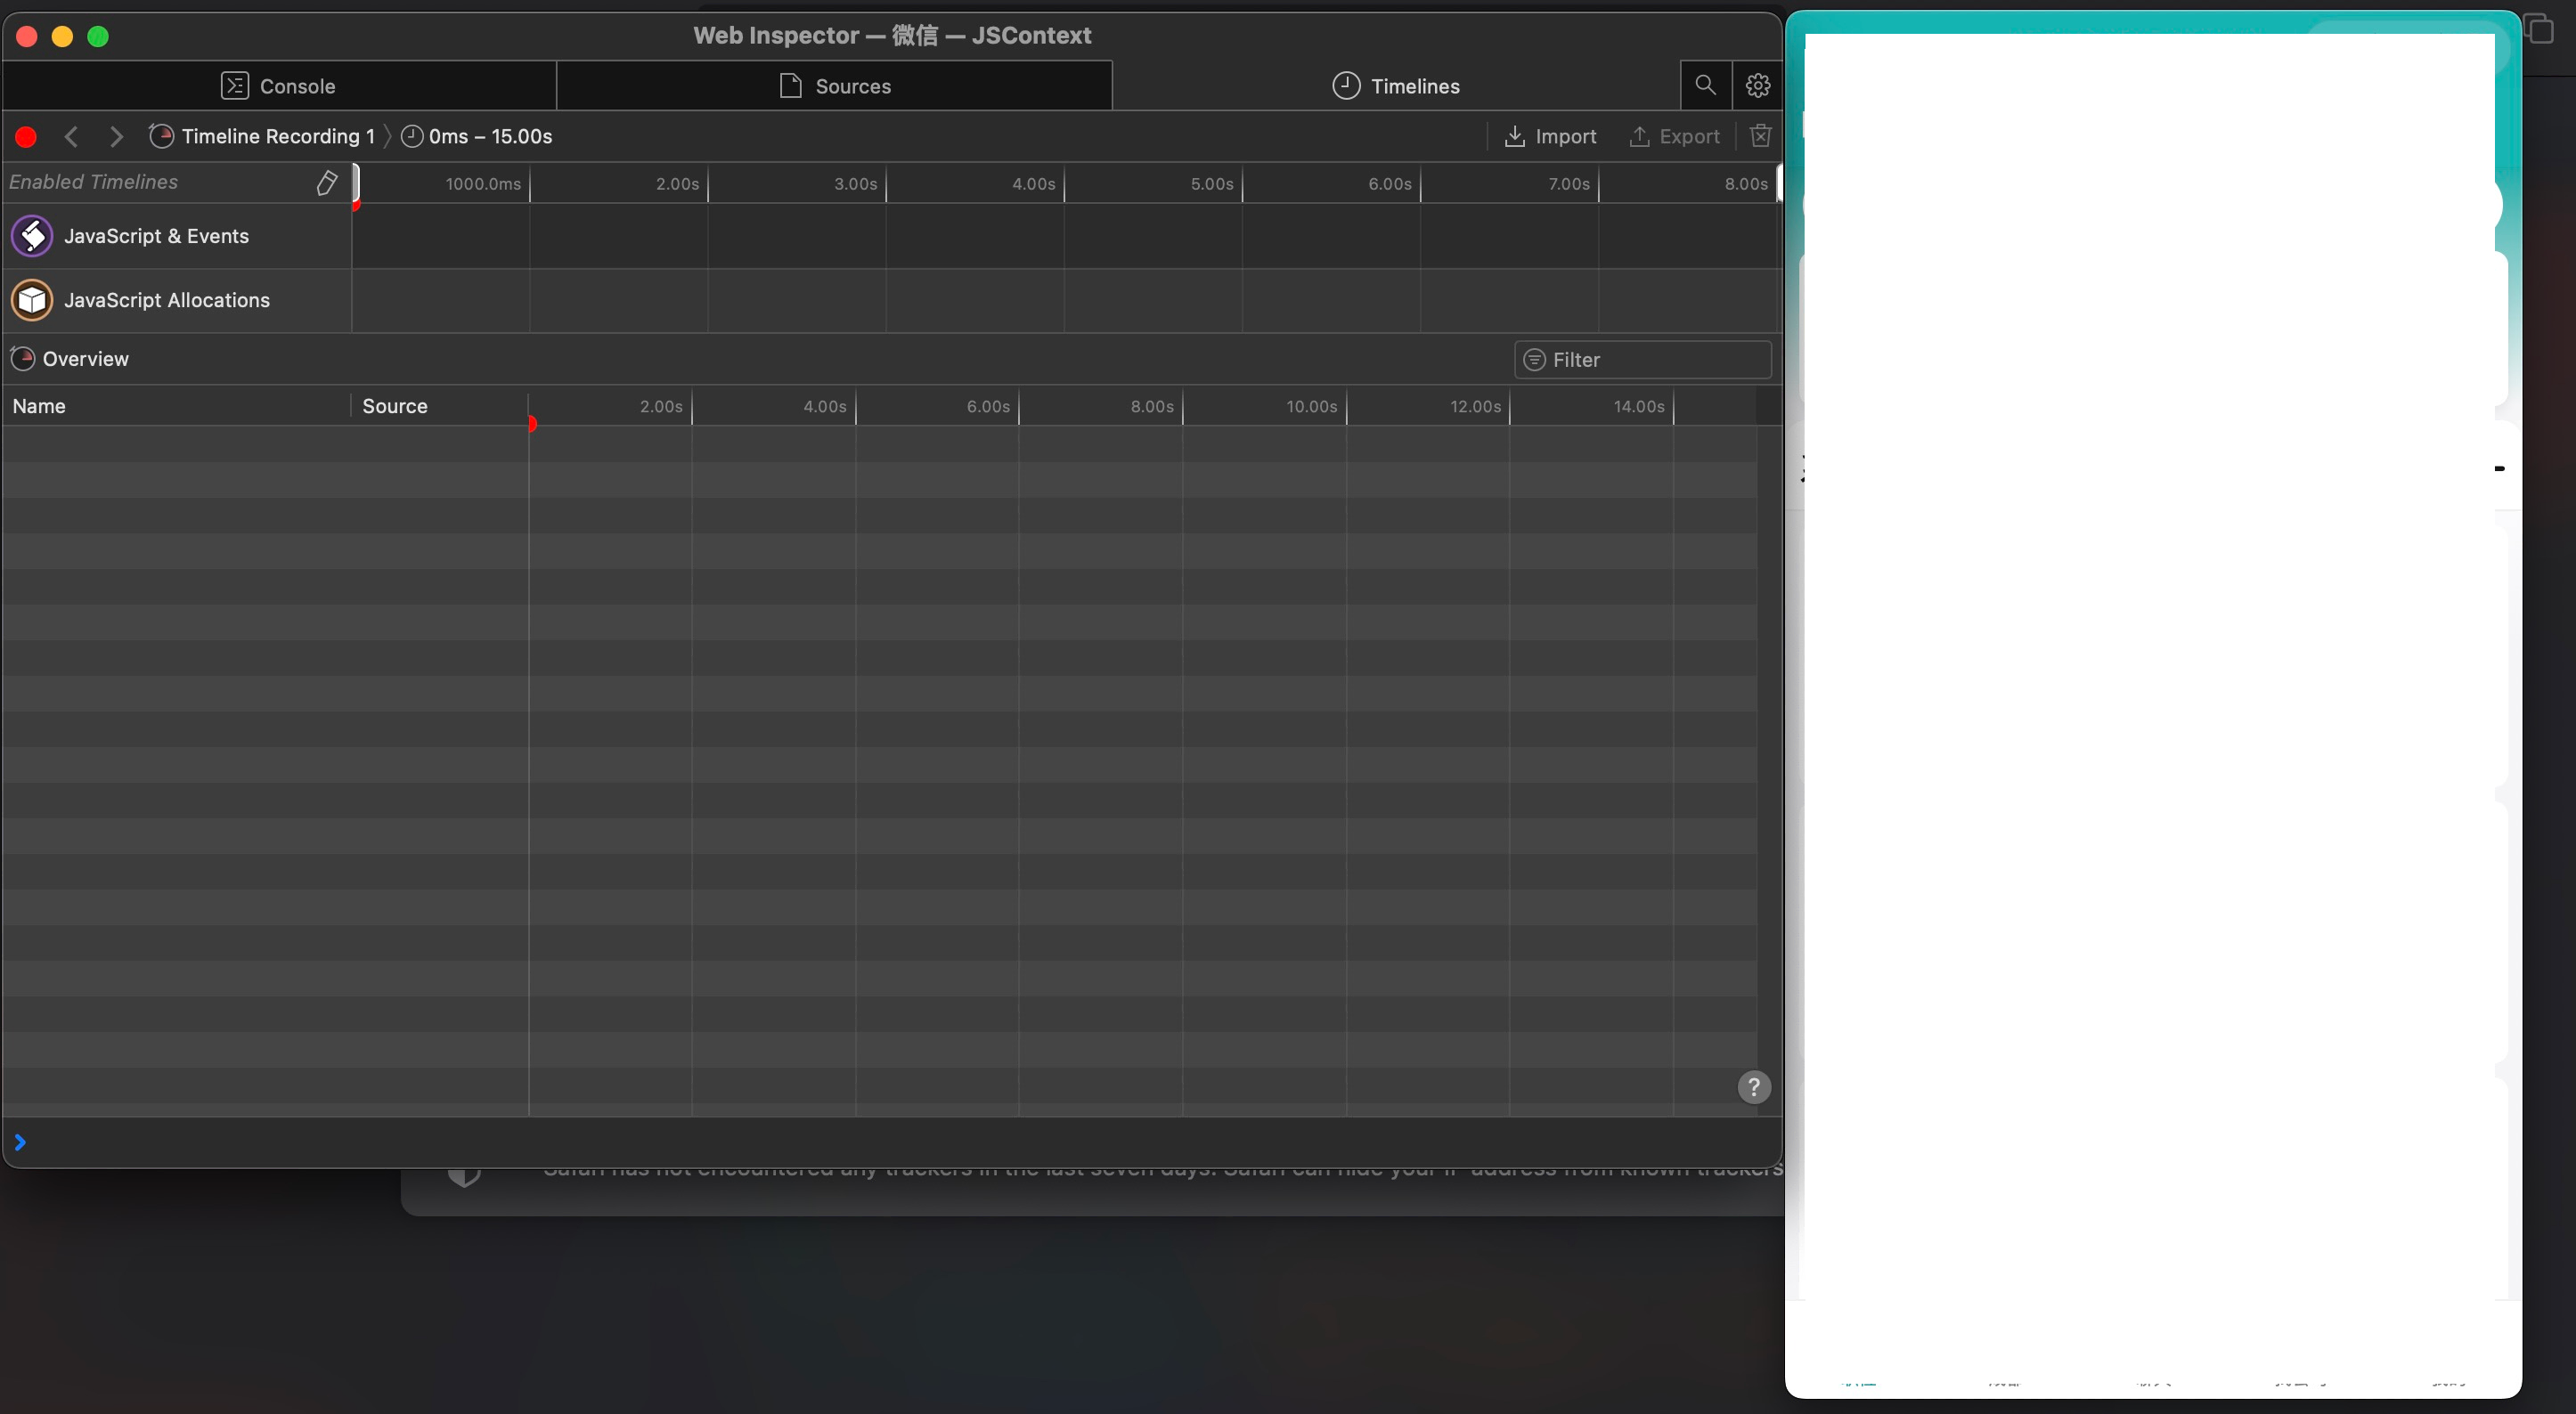 Web Inspector — 微信 — JSContext
Console
Sources
Timelines
Timeline Recording 1
0ms – 15.00s
Import
Export
Enabled Timelines
1000.0ms
2.00s
3.00s
4.00s
5.00s
6.00s
7.00s
8.00s
JavaScript & Events
JavaScript Allocations
Overview
Filter
Name
Source
2.00s
4.00s
6.00s
8.00s
10.00s
12.00s
14.00s
?
Safari has not encountered any trackers in the last seven days. Safari can hide your IP address from known trackers